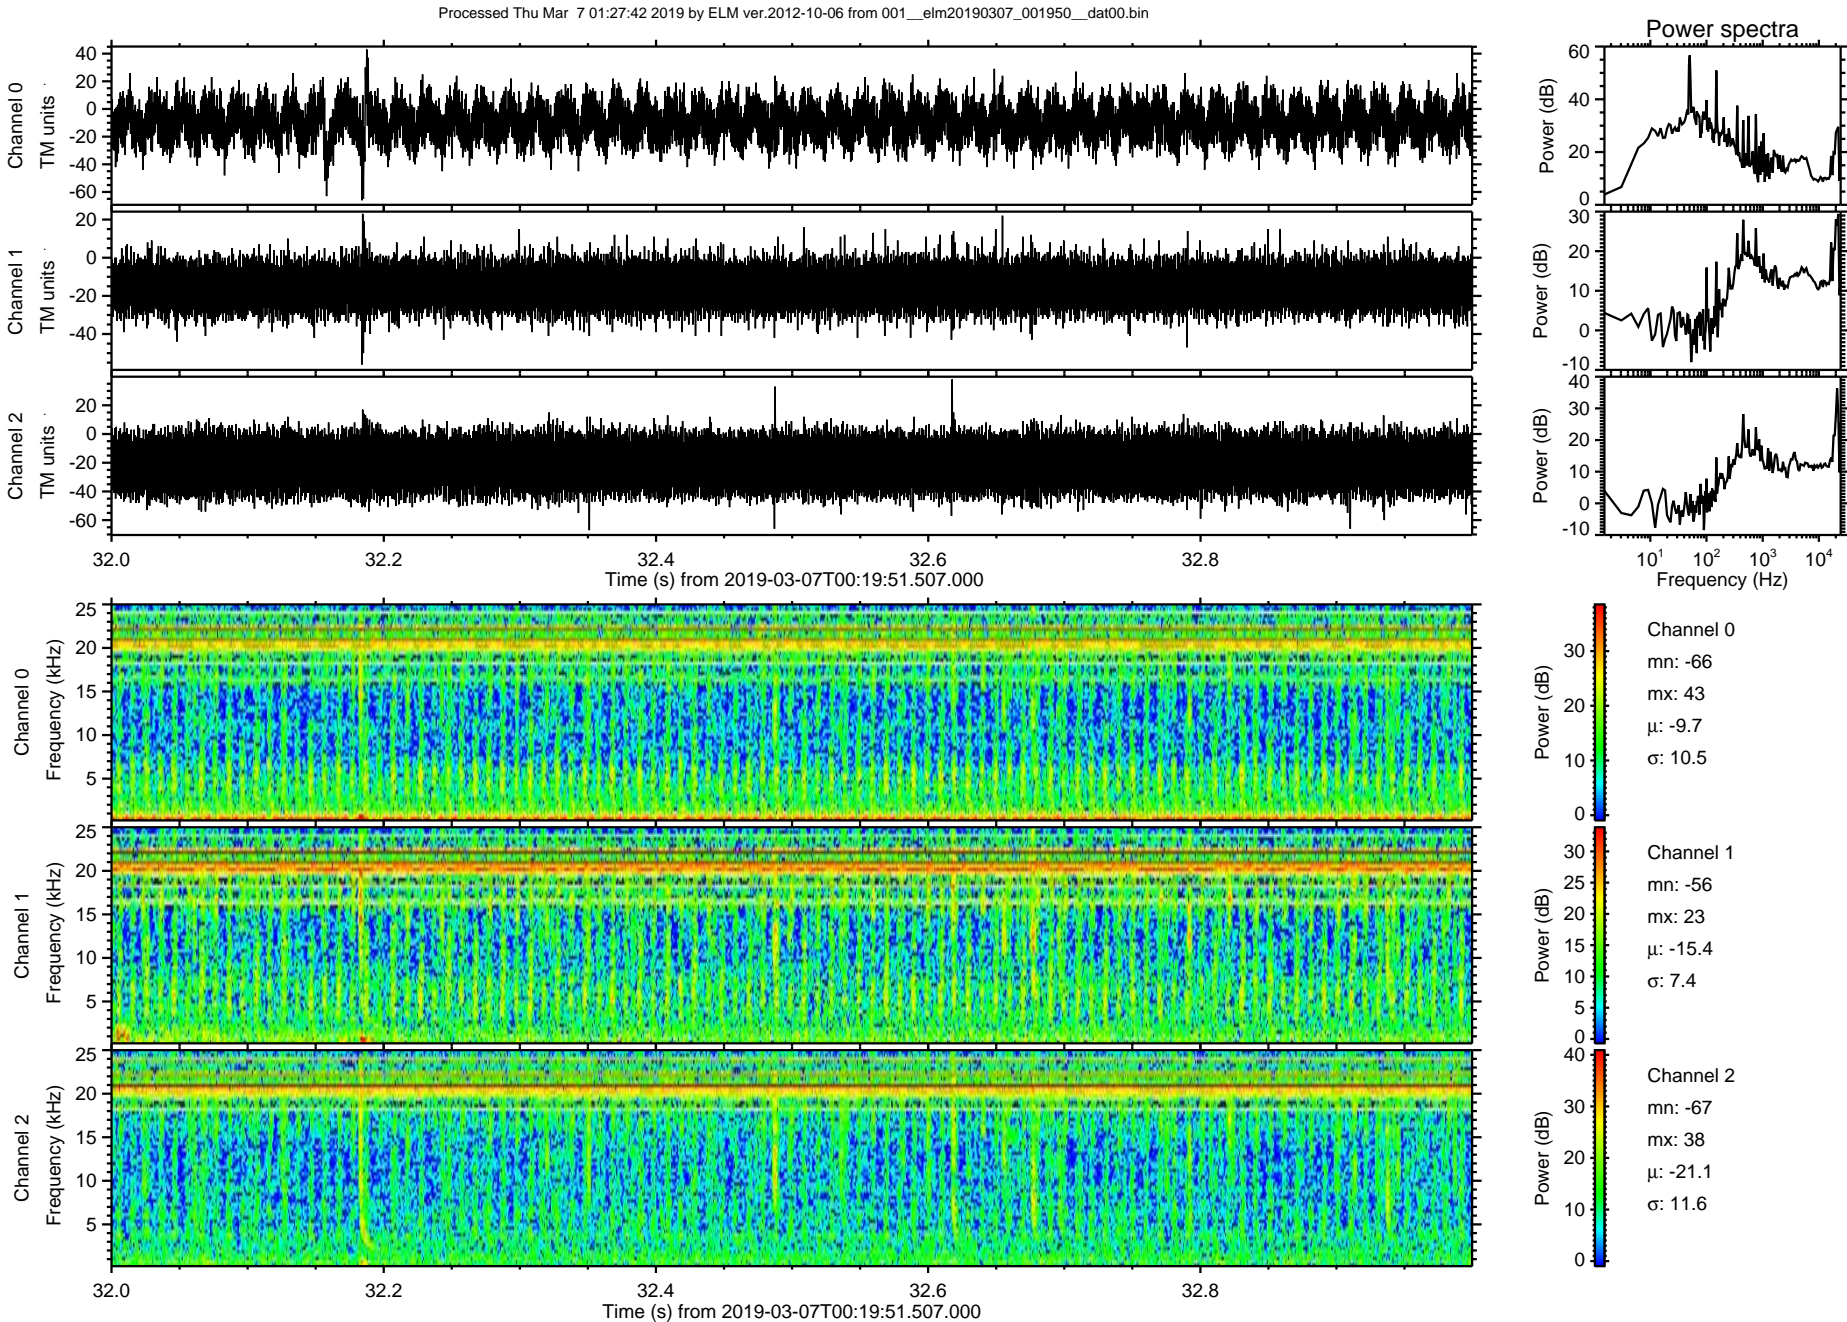 Processed Thu Mar 7 01:27:42 2019 by ELM ver.2012-10-06 from 001__elm20190307_001950__dat00.bin
Power spectra
Channel 0
TM units
40
20
0
-20
-40
-60
Power (dB)
60
40
20
0
Channel 1
TM units
20
0
-20
-40
Power (dB)
30
20
10
0
-10
Channel 2
TM units
20
0
-20
-40
-60
Power (dB)
40
30
20
10
0
-10
32.0 32.2 32.4 32.6 32.8
Time (s) from 2019-03-07T00:19:51.507.000
10^1 10^2 10^3 10^4
Frequency (Hz)
Channel 0
Frequency (kHz)
25
20
15
10
5
Power (dB)
30
20
10
0
Channel 0
mn: -66
mx: 43
μ: -9.7
σ: 10.5
Channel 1
Frequency (kHz)
25
20
15
10
5
Power (dB)
30
25
20
15
10
5
0
Channel 1
mn: -56
mx: 23
μ: -15.4
σ: 7.4
Channel 2
Frequency (kHz)
25
20
15
10
5
Power (dB)
40
30
20
10
0
Channel 2
mn: -67
mx: 38
μ: -21.1
σ: 11.6
32.0 32.2 32.4 32.6 32.8
Time (s) from 2019-03-07T00:19:51.507.000